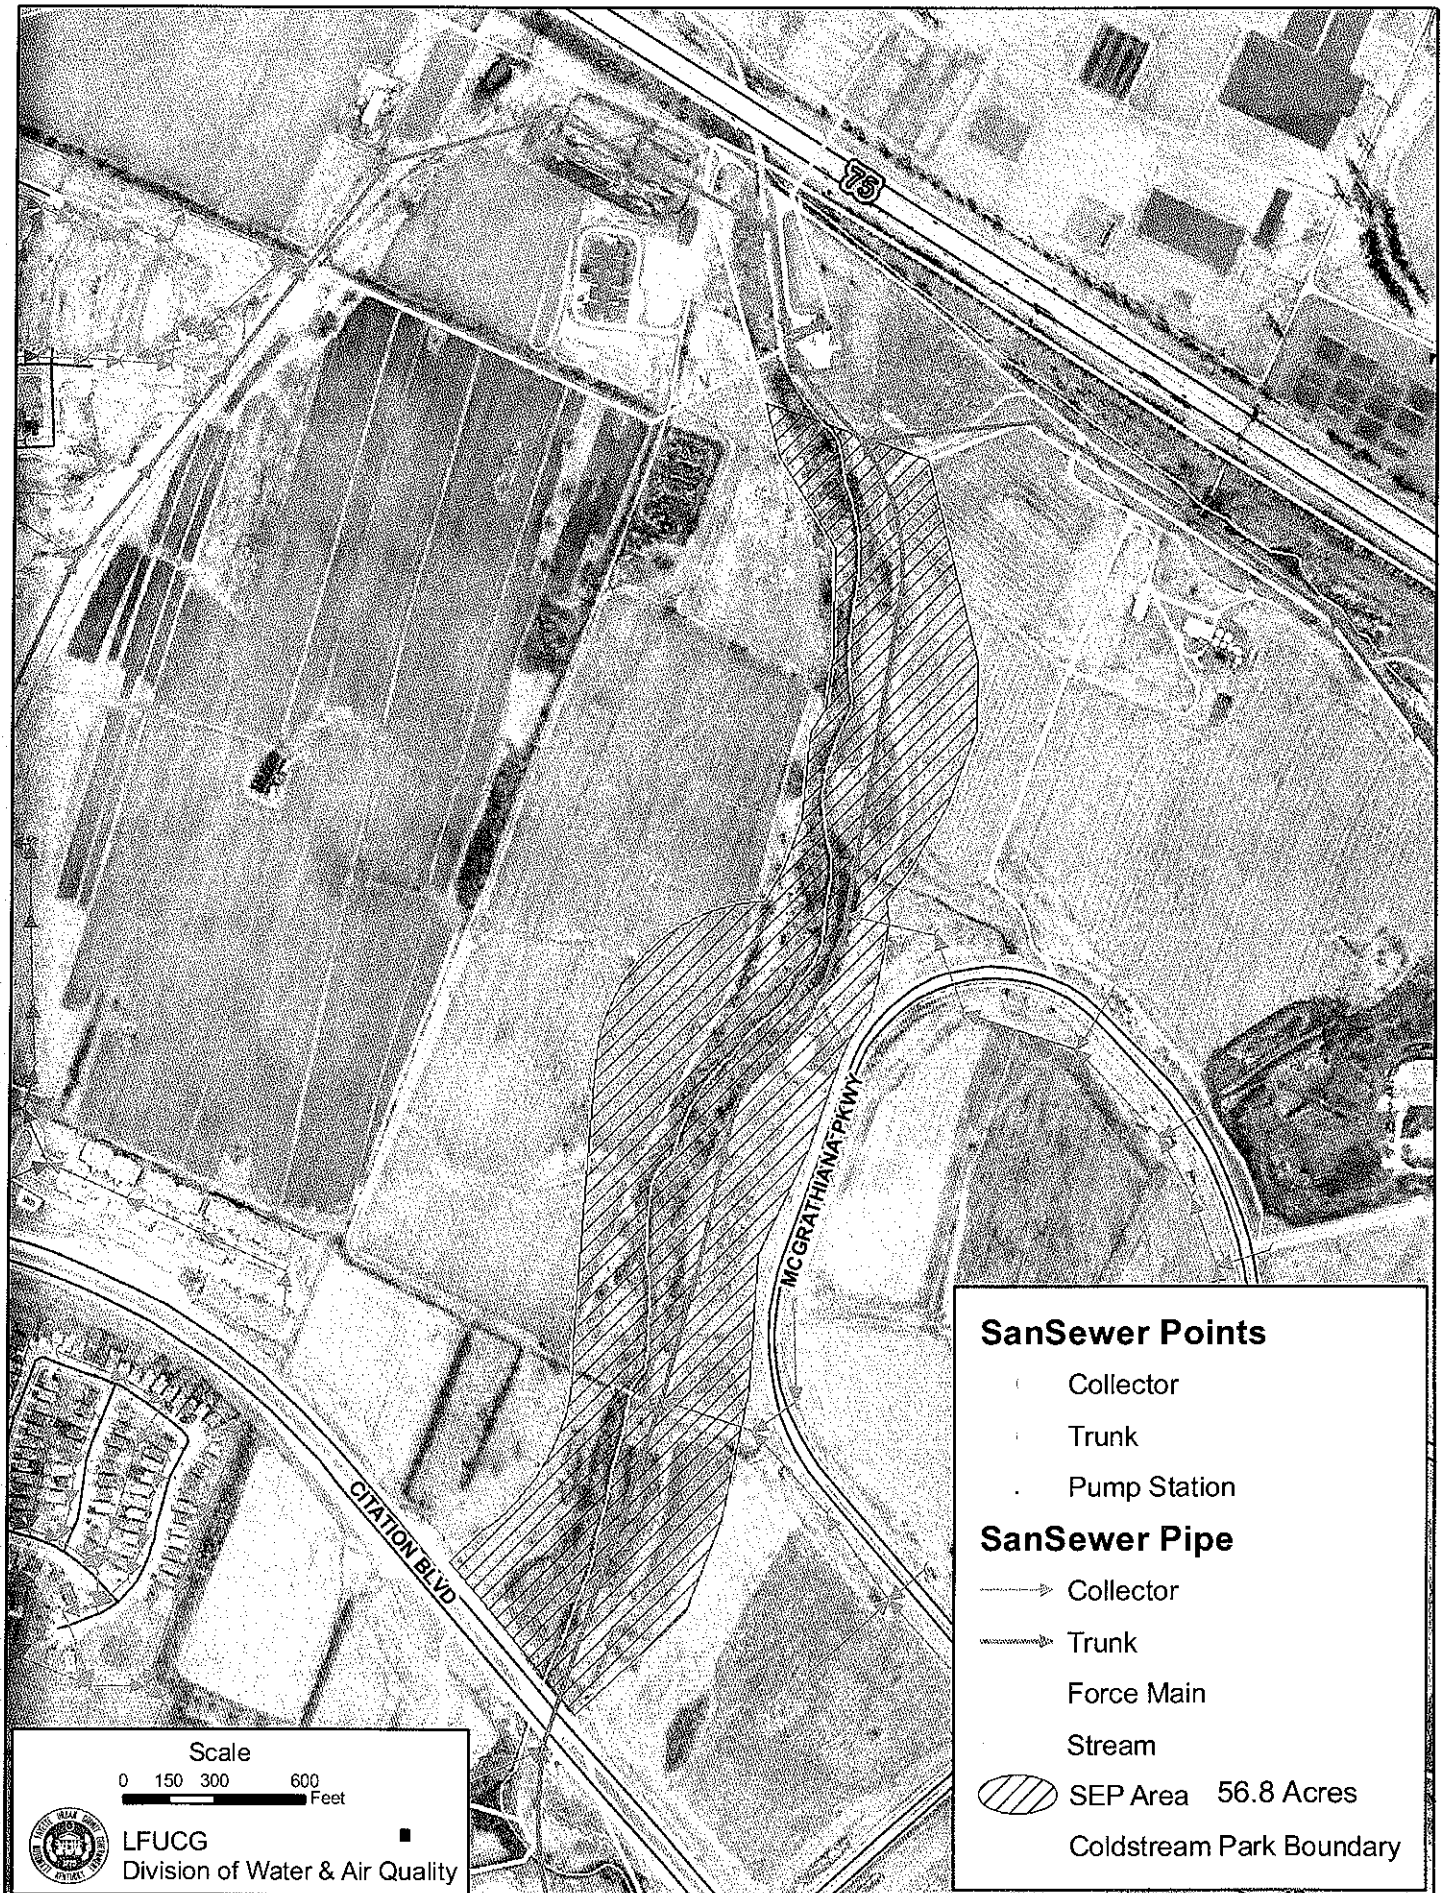 75
MCGRATHIANA PKWY
CITATION BLVD
SanSewer Points
Collector
Trunk
Pump Station
SanSewer Pipe
Collector
Trunk
Force Main
Stream
SEP Area 56.8 Acres
Coldstream Park Boundary
Scale
0 150 300 600
Feet
LFUCG
Division of Water & Air Quality